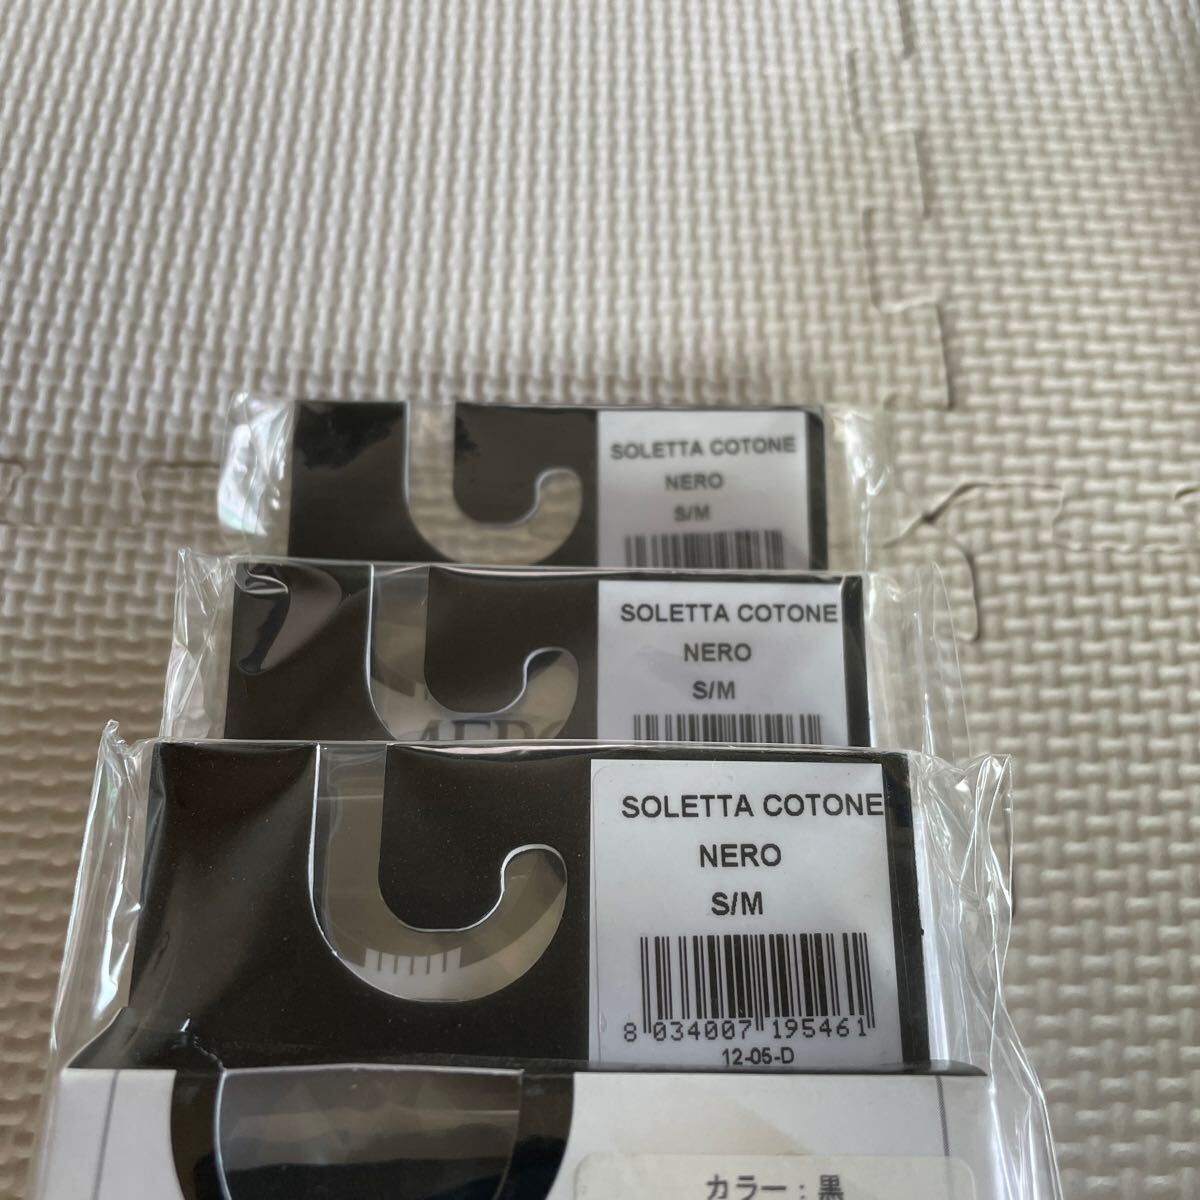 SOLETTA COTONE
NERO
S/M
SOLETTA COTONE
NERO
S/M
SOLETTA COTONE
NERO
S/M
8 034007 195461
12-05-D
カラー：黒